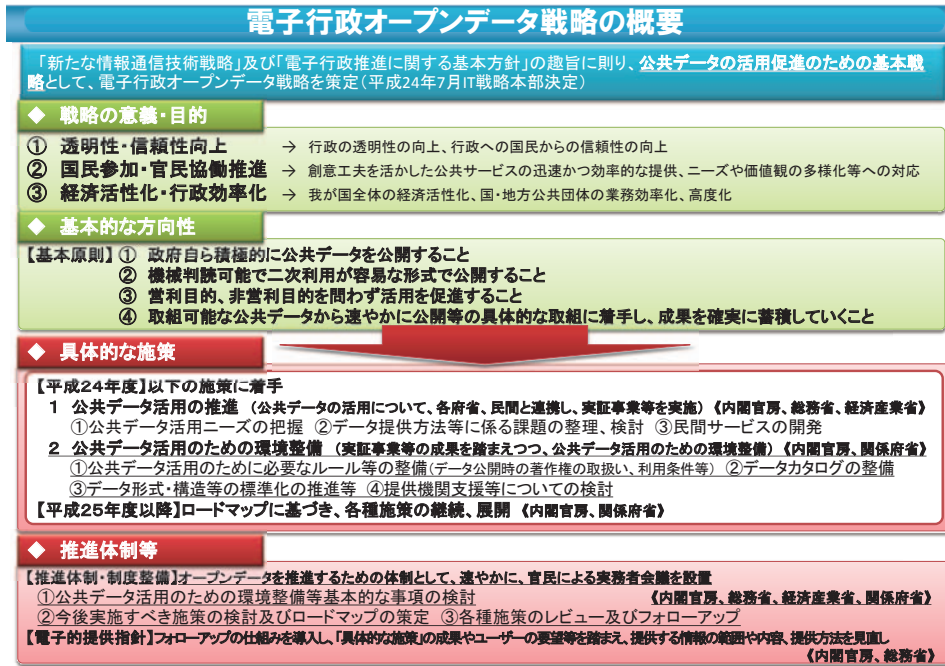 電子行政オープンデータ戦略の概要
「新たな情報通信技術戦略」及び「電子行政推進に関する基本方針」の趣旨に則り、公共データの活用促進のための基本戦
略として、電子行政オープンデータ戦略を策定(平成24年7月IT戦略本部決定)
◆ 戦略の意義・目的
① 透明性・信頼性向上 → 行政の透明性の向上、行政への国民からの信頼性の向上
② 国民参加・官民協働推進 → 創意工夫を活かした公共サービスの迅速かつ効率的な提供、ニーズや価値観の多様化等への対応
③ 経済活性化・行政効率化 → 我が国全体の経済活性化、国・地方公共団体の業務効率化、高度化
◆ 基本的な方向性
【基本原則】① 政府自ら積極的に公共データを公開すること
② 機械判読可能で二次利用が容易な形式で公開すること
③ 営利目的、非営利目的を問わず活用を促進すること
④ 取組可能な公共データから速やかに公開等の具体的な取組に着手し、成果を確実に蓄積していくこと
◆ 具体的な施策
【平成24年度】以下の施策に着手
1 公共データ活用の推進 (公共データの活用について、各府省、民間と連携し、実証事業等を実施)《内閣官房、総務省、経済産業省》
①公共データ活用ニーズの把握 ②データ提供方法等に係る課題の整理、検討 ③民間サービスの開発
2 公共データ活用のための環境整備 (実証事業等の成果を踏まえつつ、公共データ活用のための環境整備)《内閣官房、関係府省》
①公共データ活用のために必要なルール等の整備(データ公開時の著作権の取扱い、利用条件等) ②データカタログの整備
③データ形式・構造等の標準化の推進等 ④提供機関支援等についての検討
【平成25年度以降】ロードマップに基づき、各種施策の継続、展開《内閣官房、関係府省》
◆ 推進体制等
【推進体制・制度整備】オープンデータを推進するための体制として、速やかに、官民による実務者会議を設置
①公共データ活用のための環境整備等基本的な事項の検討 《内閣官房、総務省、経済産業省、関係府省》
②今後実施すべき施策の検討及びロードマップの策定 ③各種施策のレビュー及びフォローアップ
【電子的提供指針】フォローアップの仕組みを導入し、「具体的な施策」の成果やユーザーの要望等を踏まえ、提供する情報の範囲や内容、提供方法を見直し
《内閣官房、総務省》